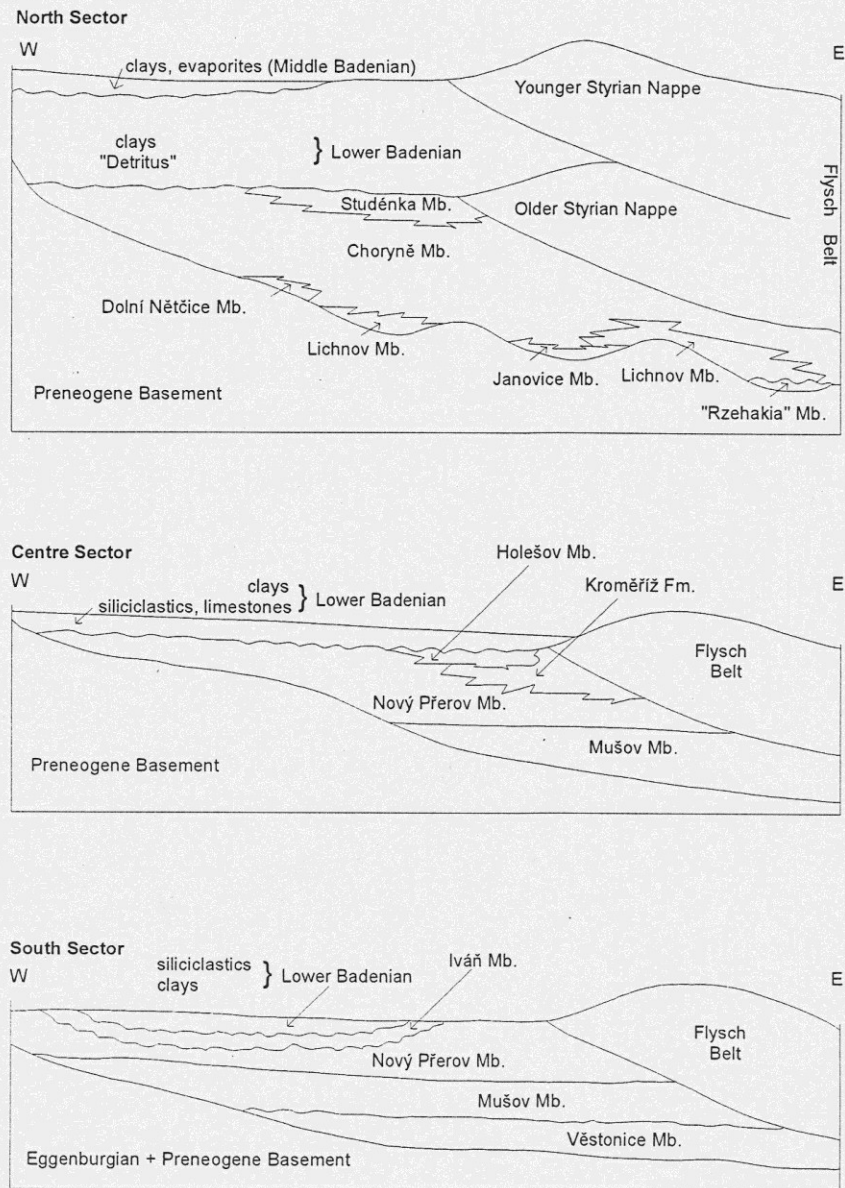 North Sector
W
E
clays, evaporites (Middle Badenian)
Younger Styrian Nappe
clays
"Detritus"
} Lower Badenian
Flysch Belt
Studénka Mb.
Older Styrian Nappe
Choryně Mb.
Dolní Nětčice Mb.
Lichnov Mb.
Janovice Mb.
Lichnov Mb.
Preneogene Basement
"Rzehakia" Mb.
Centre Sector
Holešov Mb.
W
clays
siliciclastics, limestones
} Lower Badenian
Kroměříž Fm.
E
Flysch
Belt
Nový Přerov Mb.
Mušov Mb.
Preneogene Basement
South Sector
W
siliciclastics
clays
} Lower Badenian
Iváň Mb.
E
Flysch
Belt
Nový Přerov Mb.
Mušov Mb.
Věstonice Mb.
Eggenburgian + Preneogene Basement